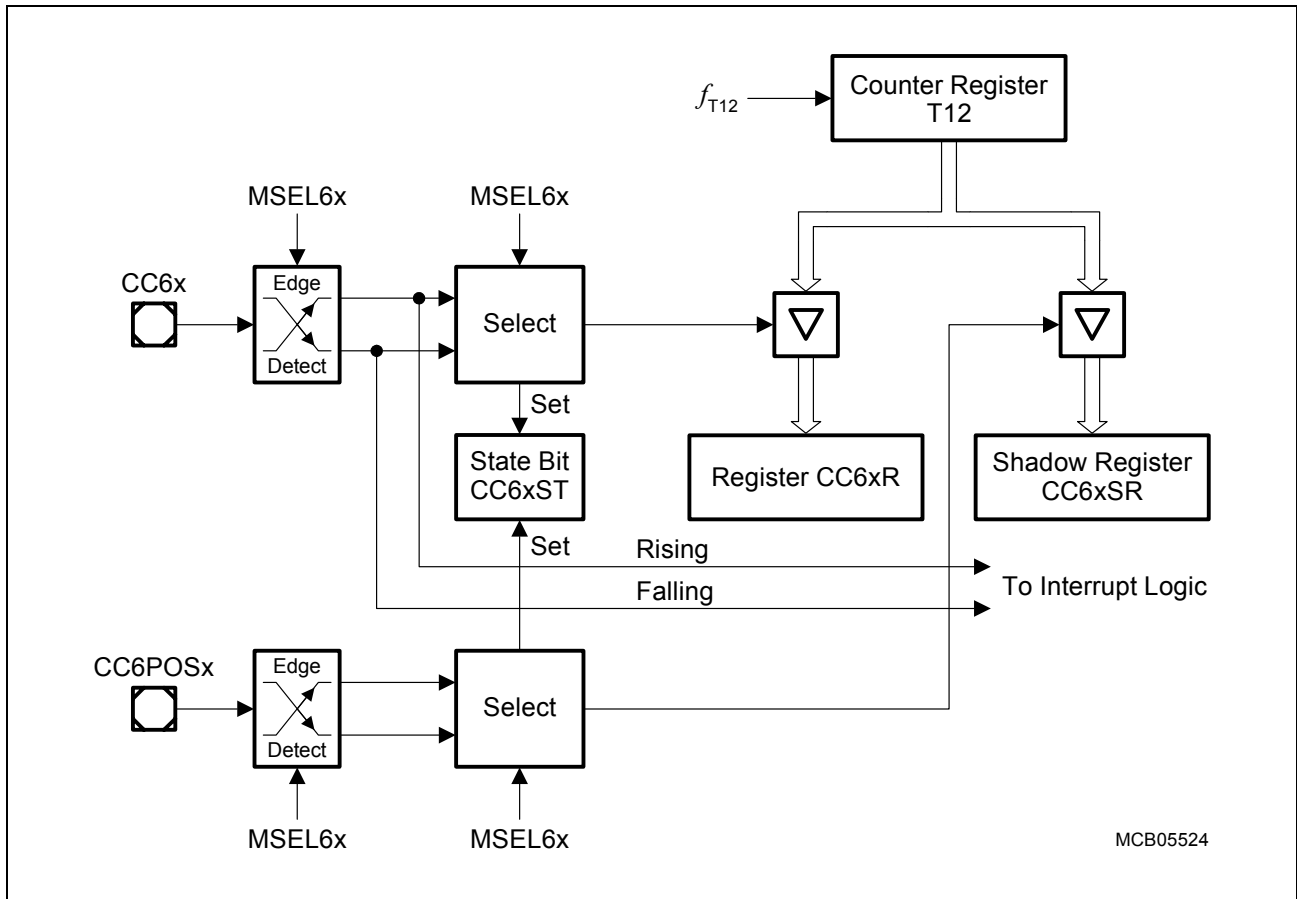 Counter Register
T12
fT12
MSEL6x
MSEL6x
CC6x
Edge
Detect
Select
Set
State Bit
CC6xST
Register CC6xR
Shadow Register
CC6xSR
Set
Rising
Falling
To Interrupt Logic
CC6POSx
Edge
Detect
Select
MSEL6x
MSEL6x
MCB05524